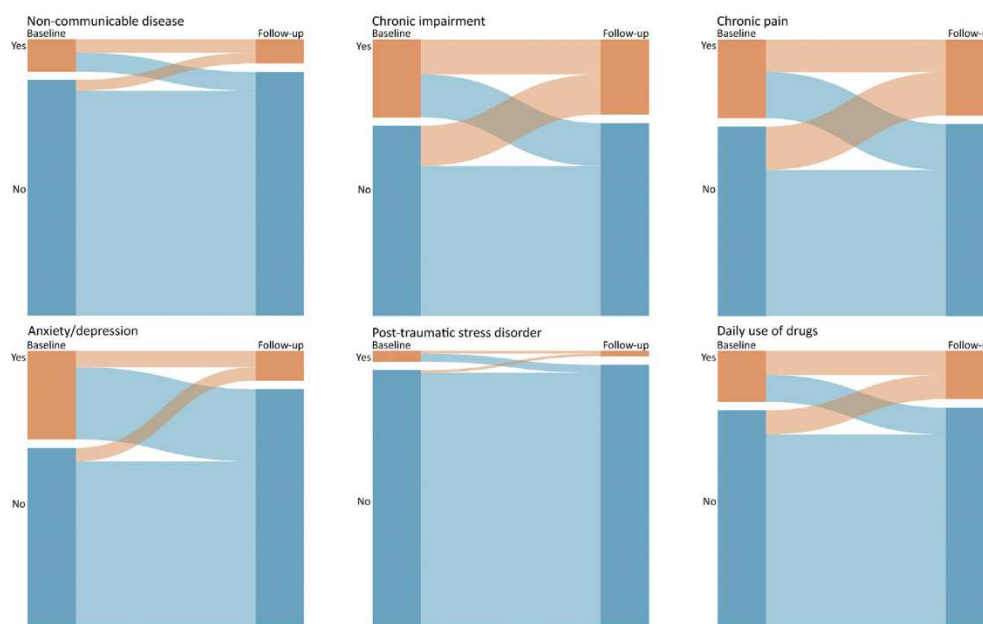 Non-communicable disease
Baseline Follow-up
Yes
No
Chronic impairment
Baseline Follow-up
Chronic pain
Baseline Follow-u
Anxiety/depression
Baseline Follow-up
Yes
No
Post-traumatic stress disorder
Baseline Follow-up
Yes
No
Daily use of drugs
Baseline Follow-u
Yes
No
Yes
No
Yes
No